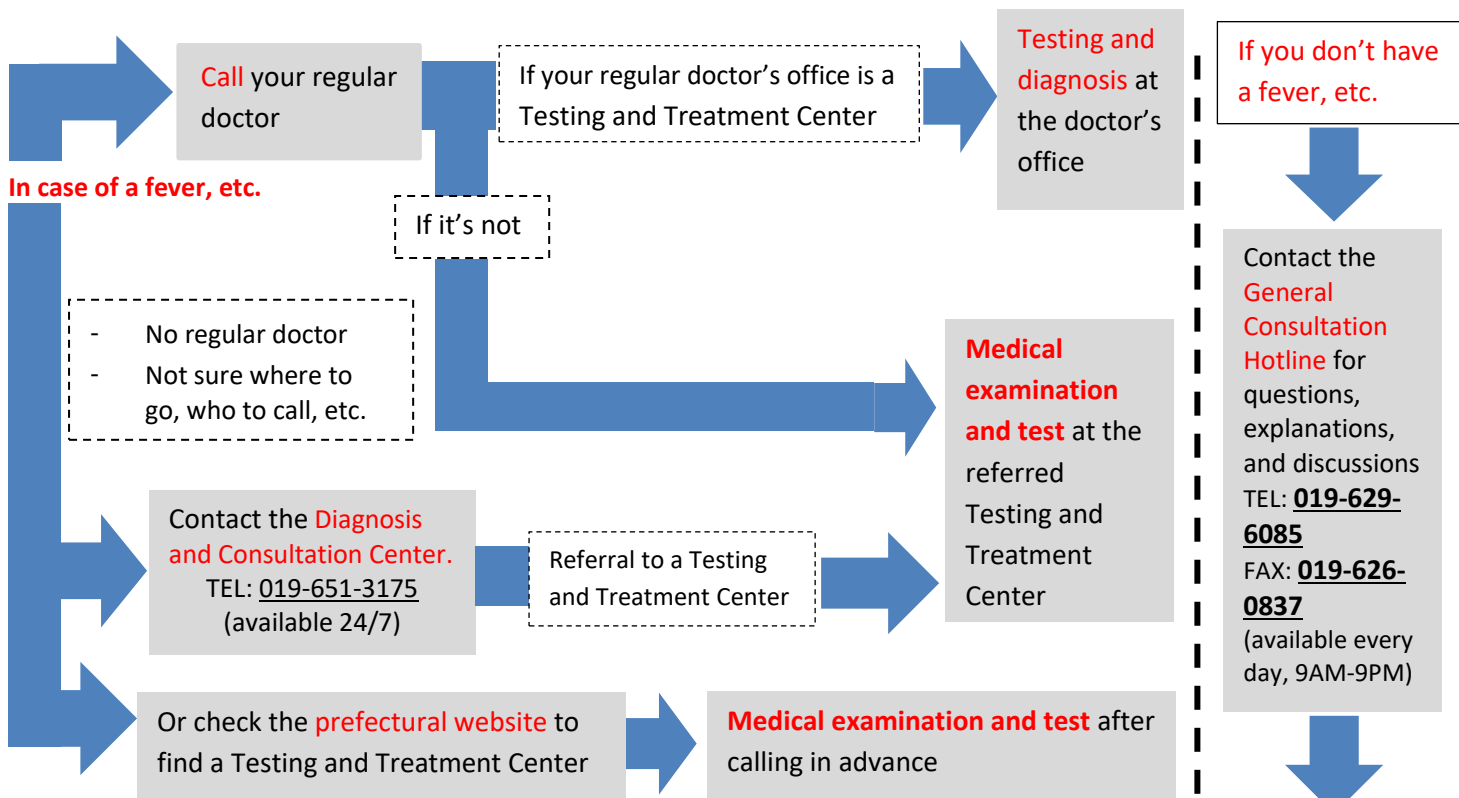 Call your regular
doctor
If your regular doctor’s office is a
Testing and Treatment Center
Testing and
diagnosis at
the doctor’s
office
In case of a fever, etc.
If it’s not
- No regular doctor
- Not sure where to
go, who to call, etc.
Medical
examination
and test at the
referred
Testing and
Treatment
Center
Contact the Diagnosis
and Consultation Center.
TEL: 019-651-3175
(available 24/7)
Referral to a Testing
and Treatment Center
Or check the prefectural website to
find a Testing and Treatment Center
Medical examination and test after
calling in advance
If you don’t have
a fever, etc.
Contact the
General
Consultation
Hotline for
questions,
explanations,
and discussions
TEL: 019-629-
6085
FAX: 019-626-
0837
(available every
day, 9AM-9PM)